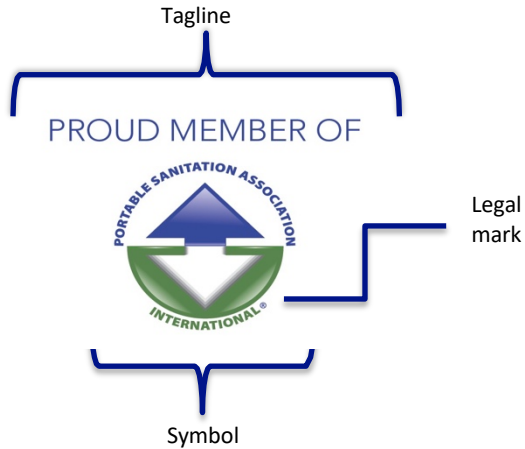 Tagline
PROUD MEMBER OF
PORTABLE SANITATION ASSOCIATION
INTERNATIONAL®
Legal
mark
Symbol